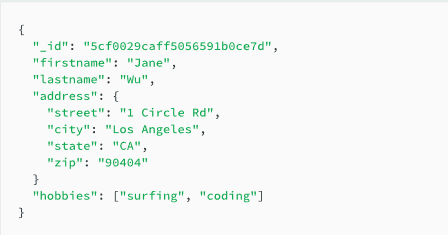 {
  "_id": "5cf0029caff5056591b0ce7d",
  "firstname": "Jane",
  "lastname": "Wu",
  "address": {
    "street": "1 Circle Rd",
    "city": "Los Angeles",
    "state": "CA",
    "zip": "90404"
  }
  "hobbies": ["surfing", "coding"]
}